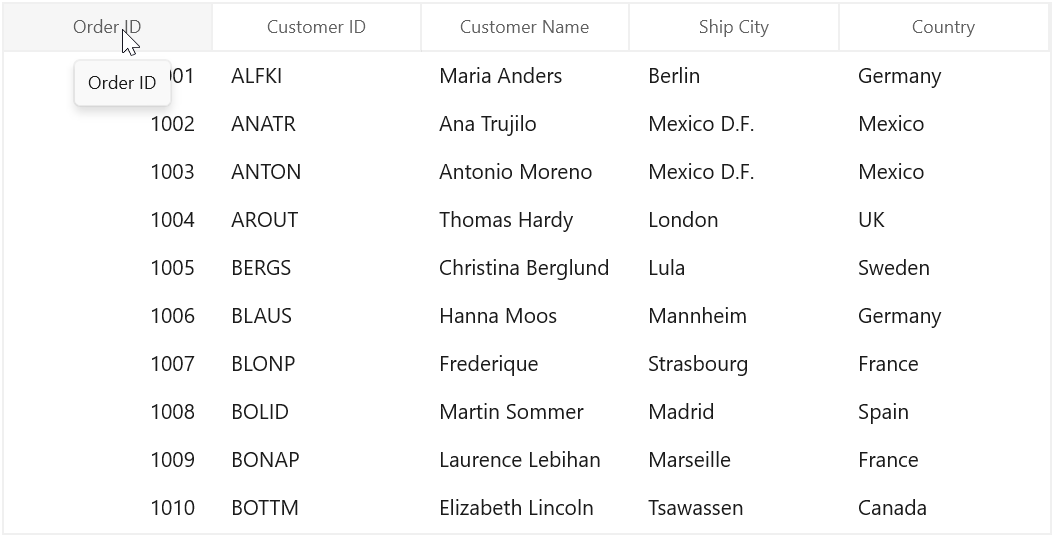 Order ID Customer ID Customer Name Ship City Country
Order ID
01 ALFKI Maria Anders Berlin Germany
1002 ANATR Ana Trujilo Mexico D.F. Mexico
1003 ANTON Antonio Moreno Mexico D.F. Mexico
1004 AROUT Thomas Hardy London UK
1005 BERGS Christina Berglund Lula Sweden
1006 BLAUS Hanna Moos Mannheim Germany
1007 BLONP Frederique Strasbourg France
1008 BOLID Martin Sommer Madrid Spain
1009 BONAP Laurence Lebihan Marseille France
1010 BOTTM Elizabeth Lincoln Tsawassen Canada